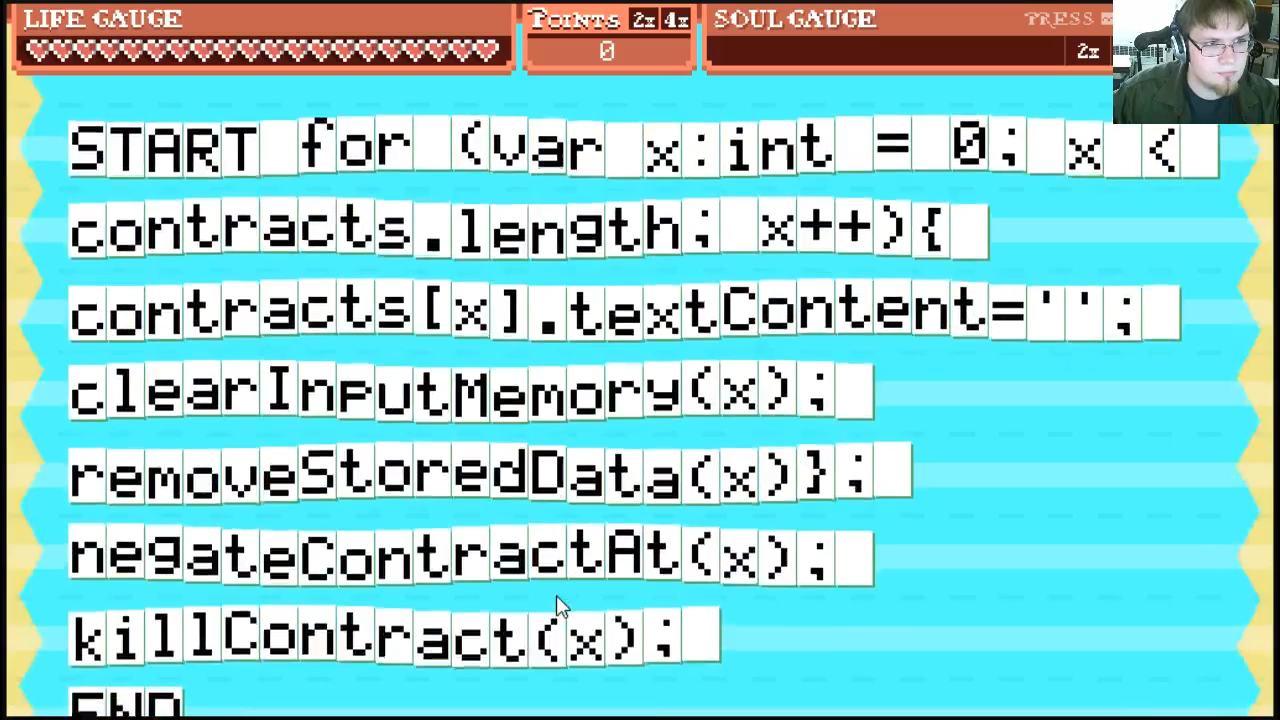 LIFE GAUGE
POINTS 2x 4x
0
SOUL GAUGE
PRESS
2x
START for (var x:int = 0; x <
contracts.length; x++){
contracts[x].textContent='';
clearInputMemory(x);
removeStoredData(x)};
negateContractAt(x);
killContract(x);
END